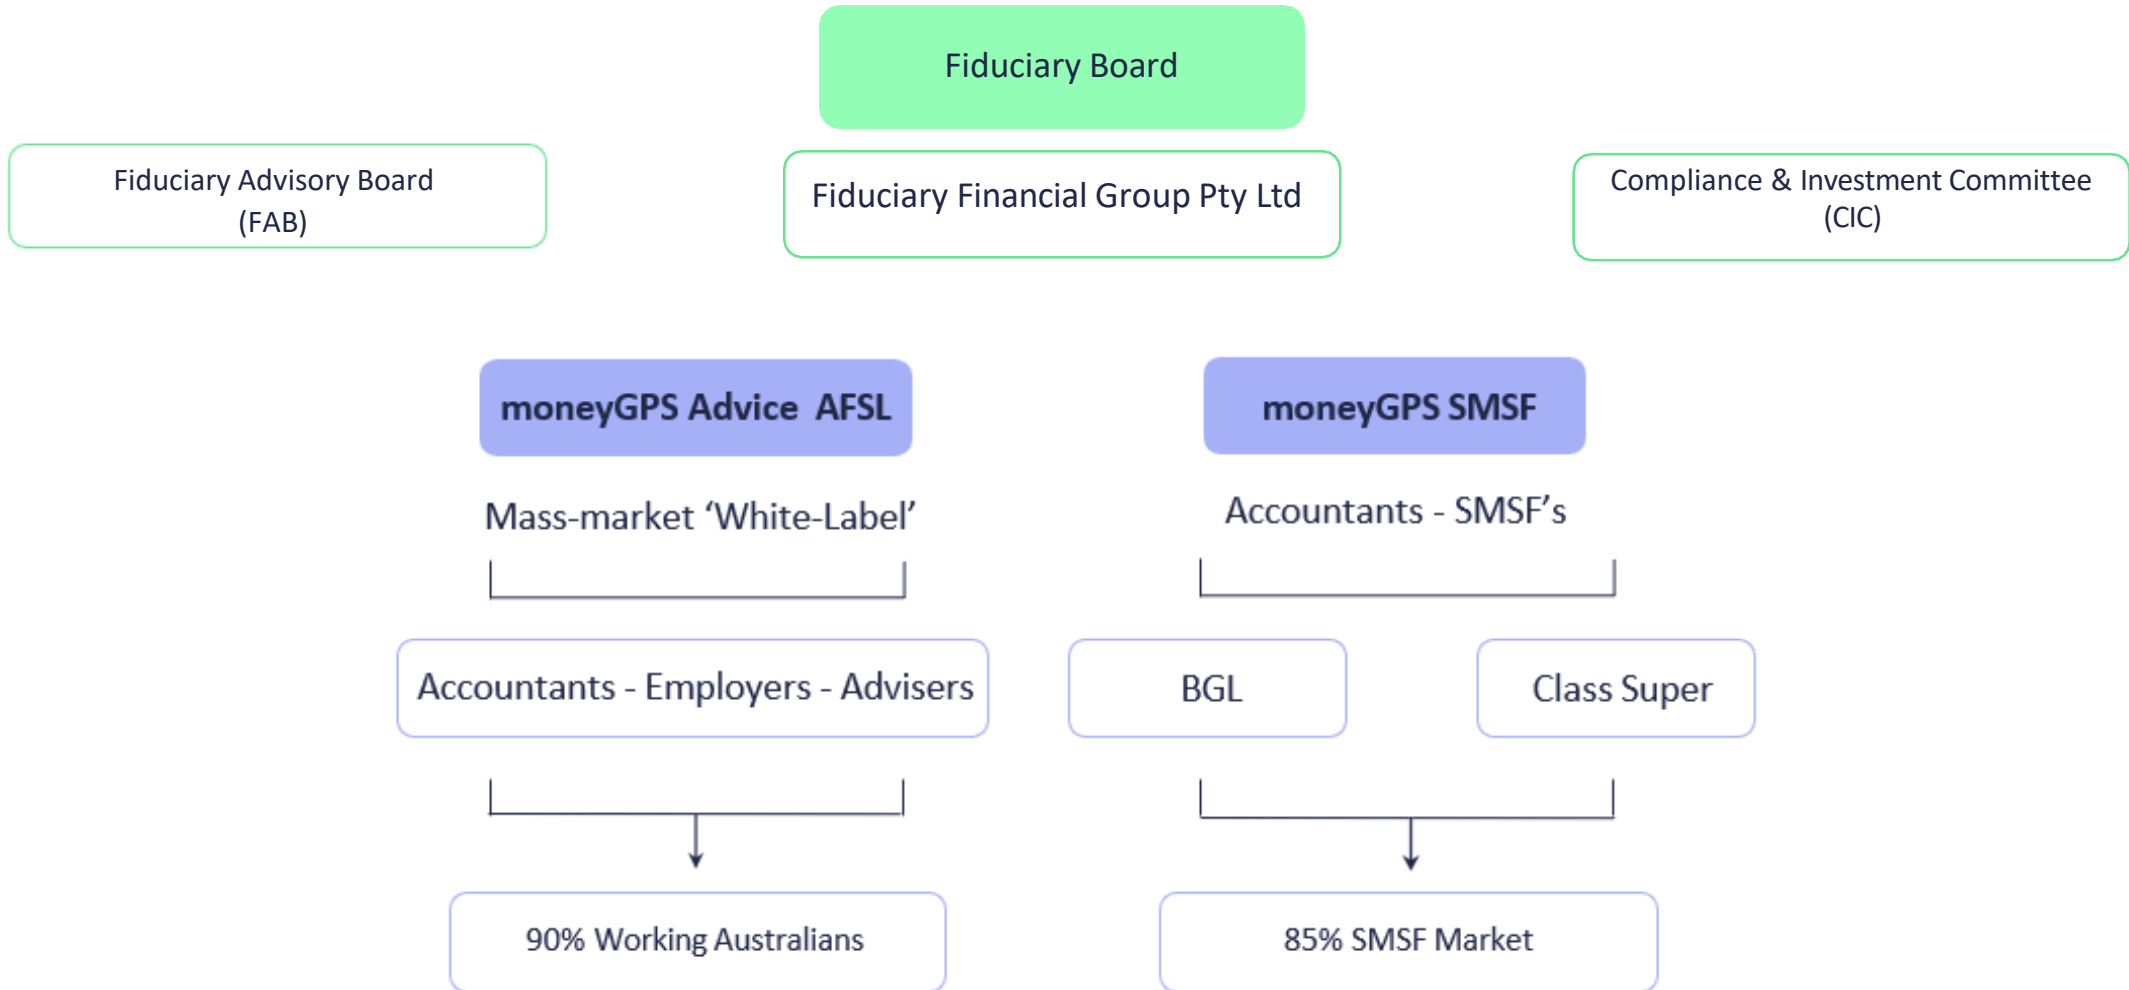 Fiduciary Board
Fiduciary Advisory Board
(FAB)
Fiduciary Financial Group Pty Ltd
Compliance & Investment Committee
(CIC)
moneyGPS Advice  AFSL
moneyGPS SMSF
Mass-market ‘White-Label’
Accountants - SMSF’s
Accountants - Employers - Advisers
BGL
Class Super
90% Working Australians
85% SMSF Market